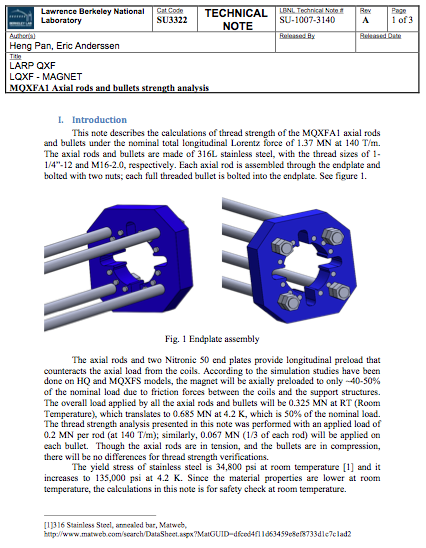 Lawrence Berkeley National
Laboratory
Cat Code
SU3322
TECHNICAL
NOTE
LBNL Technical Note #
SU-1007-3140
Rev
A
Page
1 of 3
Author(s)
Heng Pan, Eric Anderssen
Released By
Released Date
Title
LARP QXF
LQXF - MAGNET
MQXFA1 Axial rods and bullets strength analysis
I. Introduction
This note describes the calculations of thread strength of the MQXFA1 axial rods
and bullets under the nominal total longitudinal Lorentz force of 1.37 MN at 140 T/m.
The axial rods and bullets are made of 316L stainless steel, with the thread sizes of 1-
1/4”-12 and M16-2.0, respectively. Each axial rod is assembled through the endplate and
bolted with two nuts; each full threaded bullet is bolted into the endplate. See figure 1.
Fig. 1 Endplate assembly
The axial rods and two Nitronic 50 end plates provide longitudinal preload that
counteracts the axial load from the coils. According to the simulation studies have been
done on HQ and MQXFS models, the magnet will be axially preloaded to only ~40-50%
of the nominal load due to friction forces between the coils and the support structures.
The overall load applied by all the axial rods and bullets will be 0.325 MN at RT (Room
Temperature), which translates to 0.685 MN at 4.2 K, which is 50% of the nominal load.
The thread strength analysis presented in this note was performed with an applied load of
0.2 MN per rod (at 140 T/m); similarly, 0.067 MN (1/3 of each rod) will be applied on
each bullet. Though the axial rods are in tension, and the bullets are in compression,
there will be no differences for thread strength verifications.
The yield stress of stainless steel is 34,800 psi at room temperature [1] and it
increases to 135,000 psi at 4.2 K. Since the material properties are lower at room
temperature, the calculations in this note is for safety check at room temperature.
[1]316 Stainless Steel, annealed bar, Matweb,
http://www.matweb.com/search/DataSheet.aspx?MatGUID=dfced4f11d63459e8ef8733d1c7c1ad2